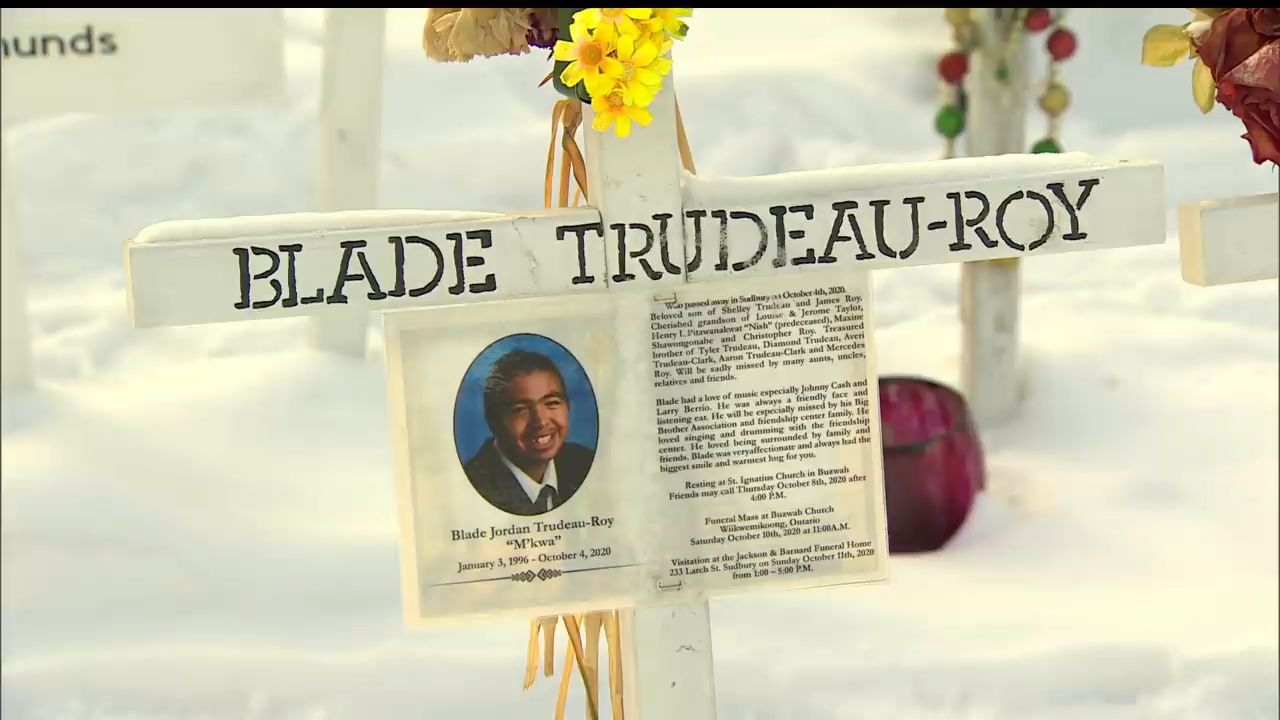 unds
BLADE TRUDEAU-ROY
Who passed away in Sudbury on October 4th, 2020.
Beloved son of Shelley Trudeau and James Roy.
Cherished grandson of Louise & Jerome Taylor,
Henry I. Pitawanakwat "Nish" (predeceased), Maxine
Shawongonabe and Christopher Roy. Treasured
brother of Tyler Trudeau, Diamond Trudeau, Averi
Trudeau-Clark, Aaron Trudeau-Clark and Mercedes
Roy. Will be sadly missed by many aunts, uncles,
relatives and friends.
Blade had a love of music especially Johnny Cash and
Larry Berrio. He was always a friendly face and
listening ear. He will be especially missed by his Big
Brother Association and friendship center family. He
loved singing and drumming with the friendship
center. He loved being surrounded by family and
friends. Blade was veryaffectionate and always had the
biggest smile and warmest hug for you.
Resting at St. Ignatius Church in Buzwah
Friends may call Thursday October 8th, 2020 after
4:00 P.M.
Funeral Mass at Buzwah Church
Wiikwemikoong, Ontario
Saturday October 10th, 2020 at 11:00A.M.
Visitation at the Jackson & Barnard Funeral Home
233 Larch St. Sudbury on Sunday October 11th, 2020
from 1:00 – 5:00 P.M.
Blade Jordan Trudeau-Roy
"M'kwa"
January 3, 1996 - October 4, 2020